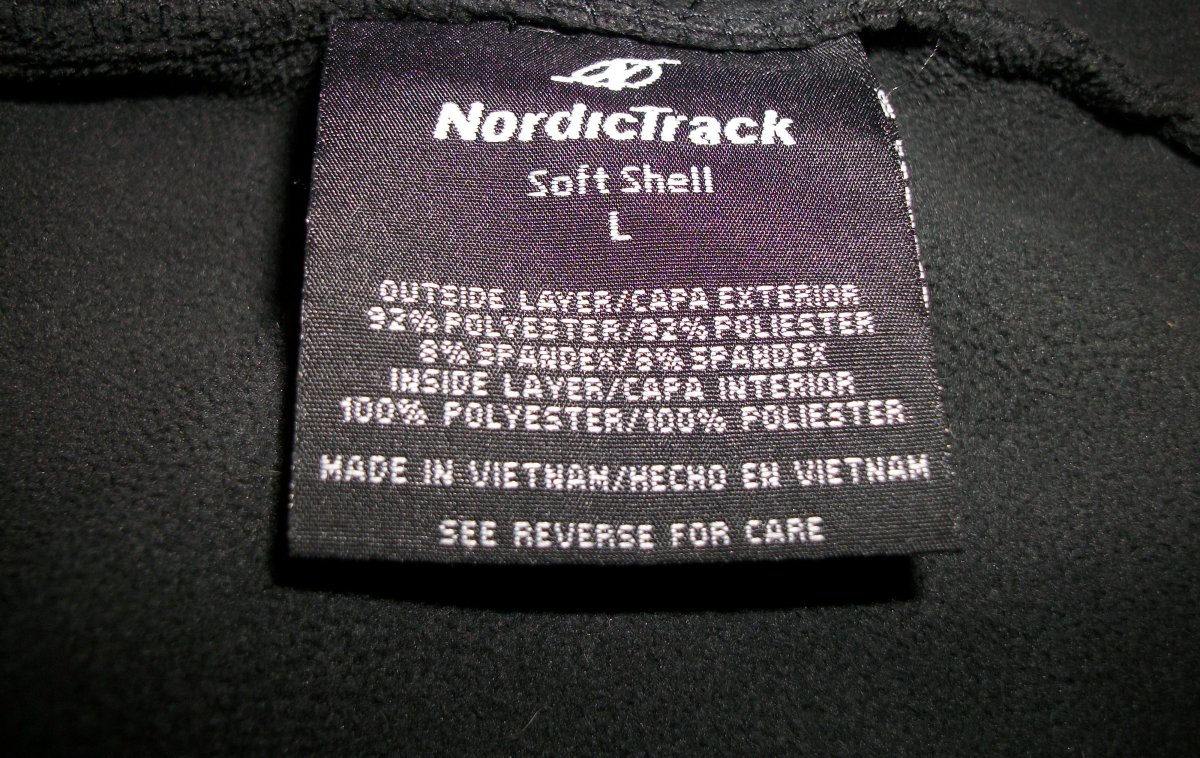 NordicTrack
Soft Shell
L
OUTSIDE LAYER/CAPA EXTERIOR
92% POLYESTER/92% POLIESTER
8% SPANDEX/8% SPANDEX
INSIDE LAYER/CAPA INTERIOR
100% POLYESTER/100% POLIESTER
MADE IN VIETNAM/HECHO EN VIETNAM
SEE REVERSE FOR CARE